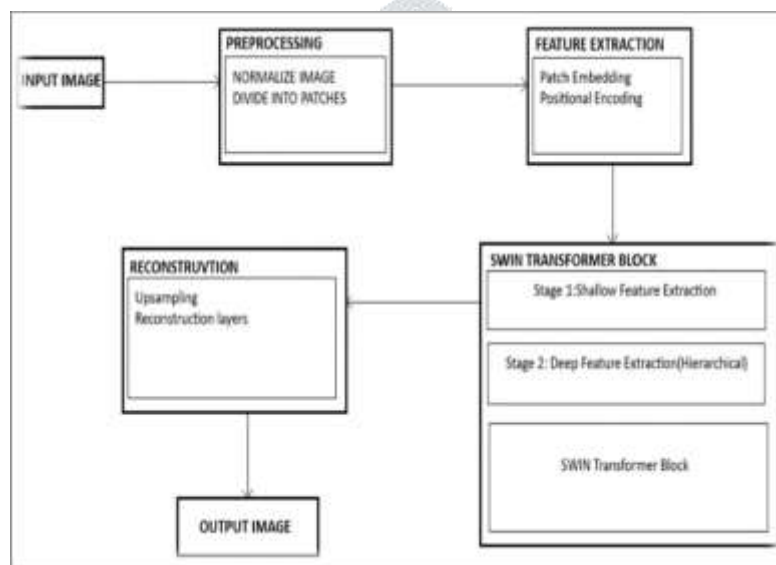 INPUT IMAGE
PREPROCESSING
NORMALIZE IMAGE
DIVIDE INTO PATCHES
FEATURE EXTRACTION
Patch Embedding
Positional Encoding
SWIN TRANSFORMER BLOCK
Stage 1:Shallow Feature Extraction
Stage 2: Deep Feature Extraction(Hierarchical)
SWIN Transformer Block
RECONSTRUVTION
Upsampling
Reconstruction layers
OUTPUT IMAGE